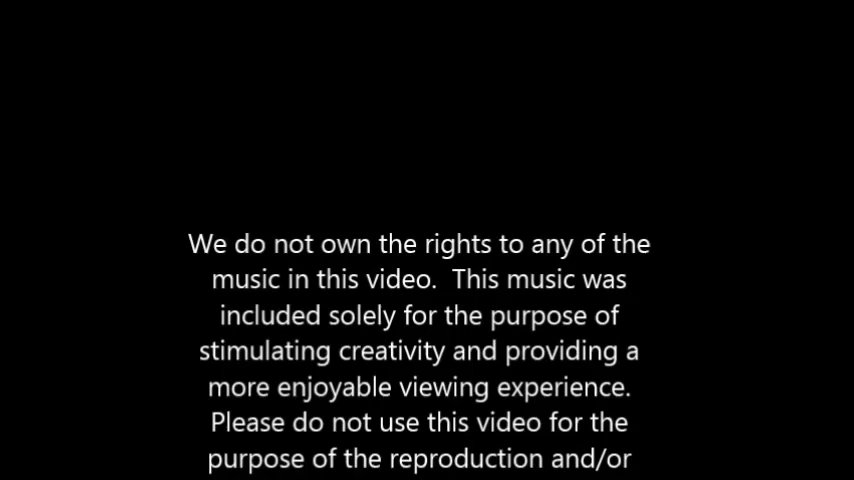 We do not own the rights to any of the
music in this video.  This music was
included solely for the purpose of
stimulating creativity and providing a
more enjoyable viewing experience.
Please do not use this video for the
purpose of the reproduction and/or